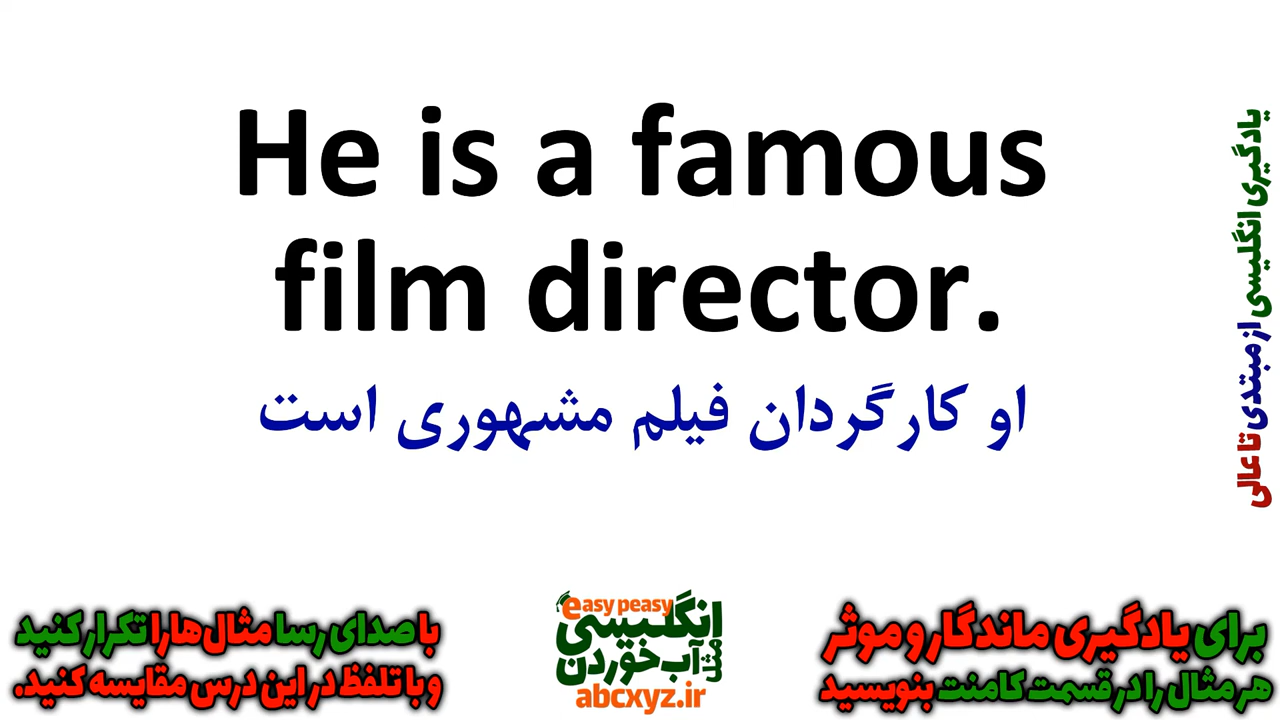 He is a famous
film director.
او کارگردان فیلم مشهوری است
یادگیری انگلیسی از مبتدی تا عالی
با صدای رسا مثال‌ها را تکرار کنید
و با تلفظ در این درس مقایسه کنید.
easy peasy
انگلیسی
مثل آب خوردن
abcxyz.ir
برای یادگیری ماندگار و موثر
هر مثال را در قسمت کامنت بنویسید